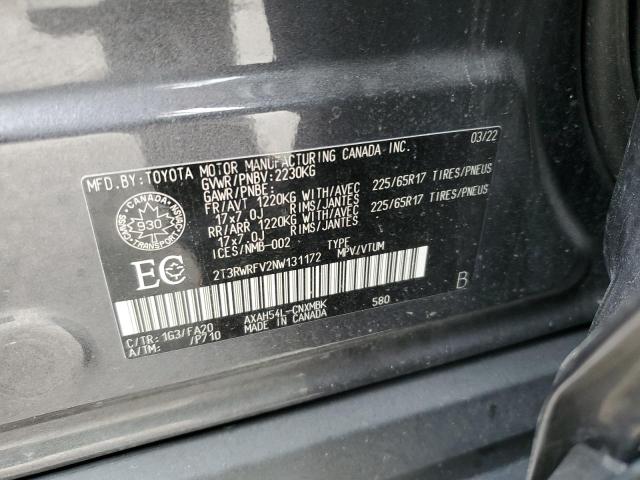 03/22
MFD. BY: TOYOTA MOTOR MANUFACTURING CANADA INC.
GVWR/PNBV: 2230KG
GAWR/PNBE:
FR/AVT 1220KG WITH/AVEC 225/65R17 TIRES/PNEUS
17x7.0J RIMS/JANTES
RR/ARR 1220KG WITH/AVEC 225/65R17 TIRES/PNEUS
17x7.0J RIMS/JANTES
ICES/NMB-002 TYPE
2T3RWRFV2NW131172 MPV/VTUM
CANADA
930
TRANSPORT
EC
B
AXAH54L-CNXMBK 580
C/TR: 1G3/FA20 MADE IN CANADA
A/TM: /P710